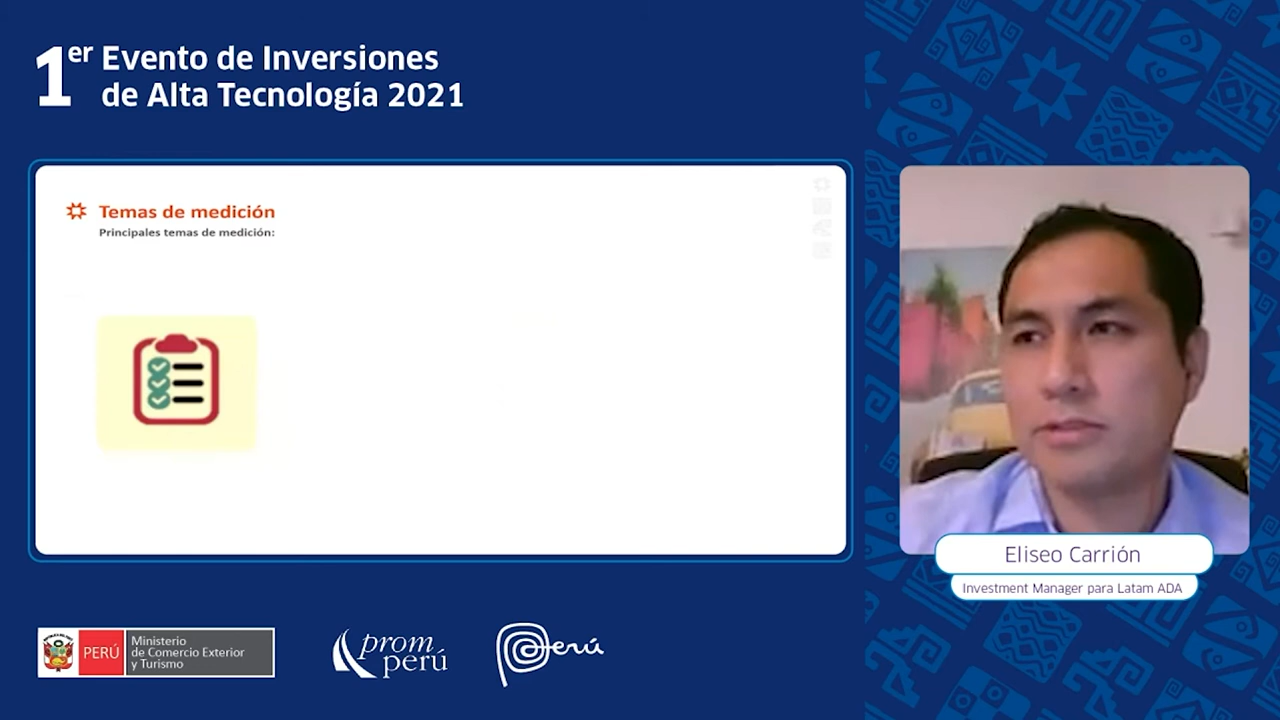 1er Evento de Inversiones
de Alta Tecnología 2021
Temas de medición
Principales temas de medición:
Eliseo Carrión
Investment Manager para Latam ADA
PERÚ
Ministerio
de Comercio Exterior
y Turismo
prom
perú
Perú